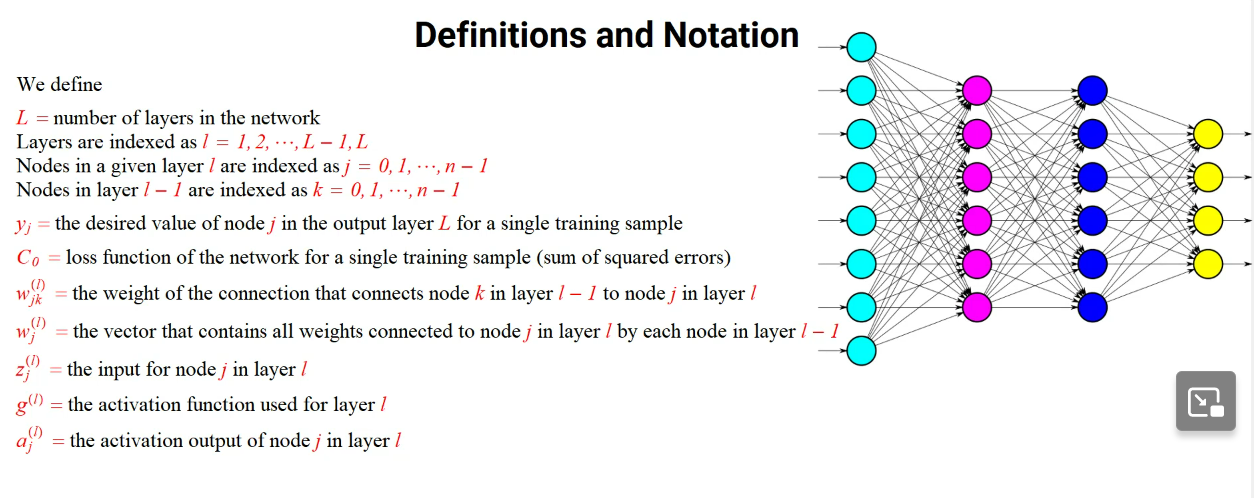 Definitions and Notation
We define
L = number of layers in the network
Layers are indexed as l = 1, 2, ⋯, L − 1, L
Nodes in a given layer l are indexed as j = 0, 1, ⋯, n − 1
Nodes in layer l − 1 are indexed as k = 0, 1, ⋯, n − 1
y_j = the desired value of node j in the output layer L for a single training sample
C_0 = loss function of the network for a single training sample (sum of squared errors)
w_{jk}^{(l)} = the weight of the connection that connects node k in layer l − 1 to node j in layer l
w_j^{(l)} = the vector that contains all weights connected to node j in layer l by each node in layer l − 1
z_j^{(l)} = the input for node j in layer l
g^{(l)} = the activation function used for layer l
a_j^{(l)} = the activation output of node j in layer l